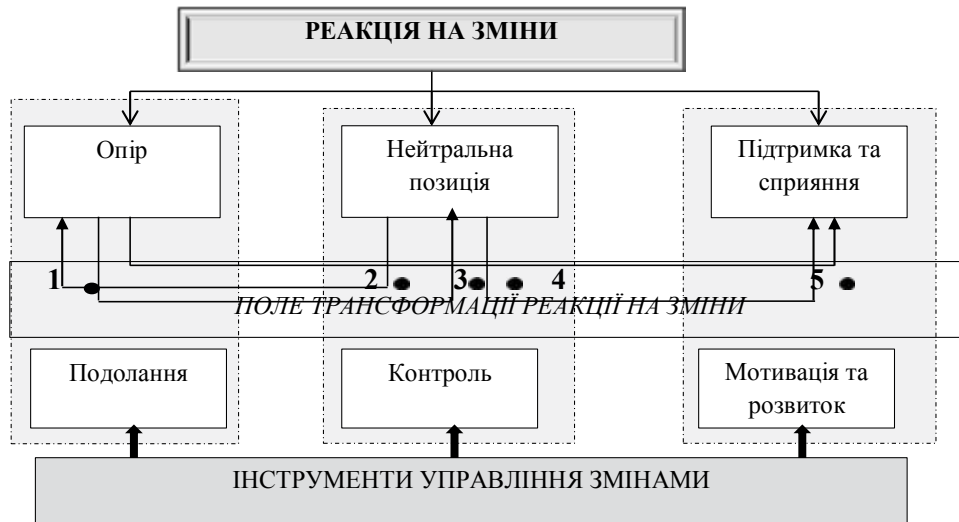 РЕАКЦІЯ НА ЗМІНИ
Опір
Нейтральна
позиція
Підтримка та
сприяння
1 2 3 4 5
ПОЛЕ ТРАНСФОРМАЦІЇ РЕАКЦІЇ НА ЗМІНИ
Подолання
Контроль
Мотивація та
розвиток
ІНСТРУМЕНТИ УПРАВЛІННЯ ЗМІНАМИ